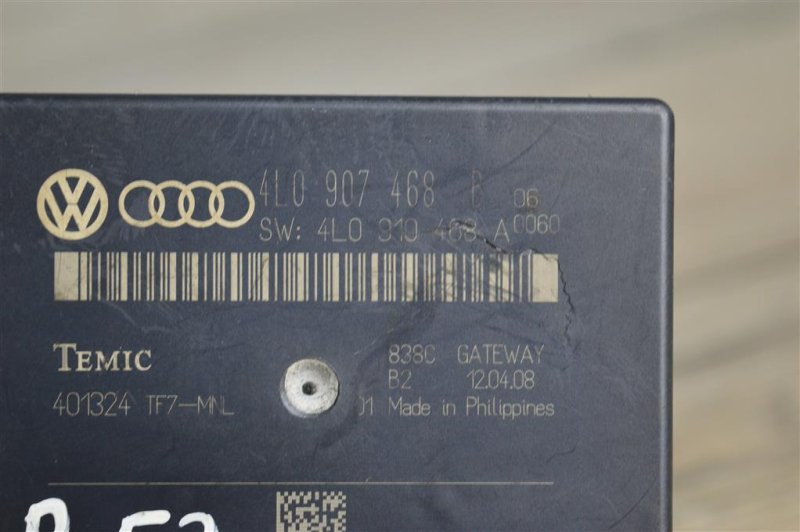 4L0 907 468 B 06
SW: 4L0 910 468 A 0060
TEMIC
838C GATEWAY
B2 12.04.08
401324 TF7-MNL 01 Made in Philippines